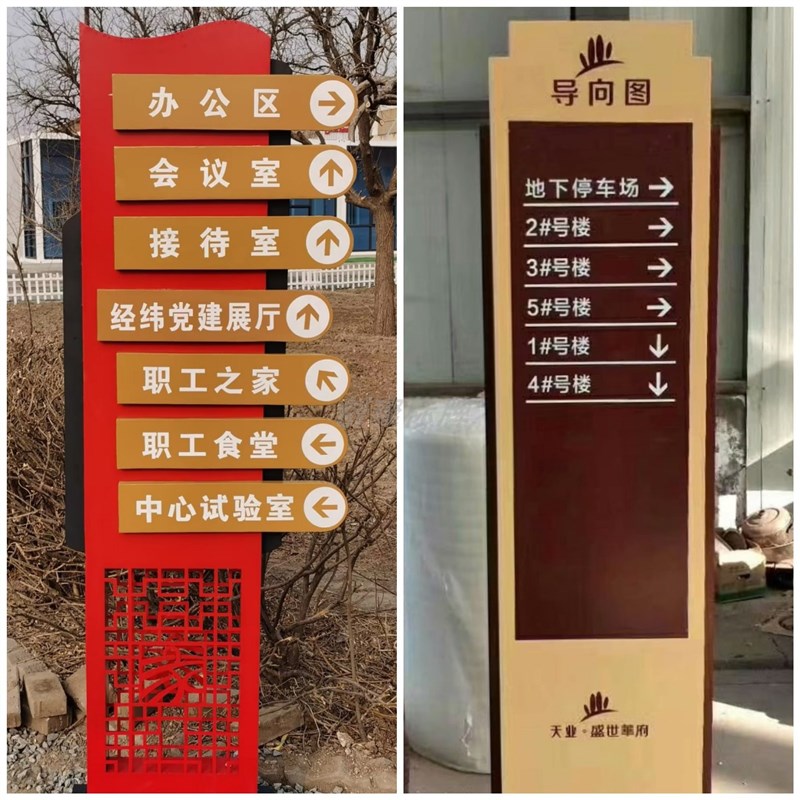 办公区
会议室
接待室
经纬党建展厅
职工之家
职工食堂
中心试验室
导向图
地下停车场
2#号楼
3#号楼
5#号楼
1#号楼
4#号楼
天业·盛世華府